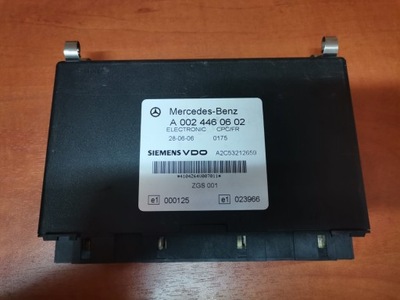 Mercedes-Benz
A 002 446 06 02
ELECTRONIC CPC/FR
28-06-06 0175
SIEMENS VDO A2C53212659
ZGS 001
e1 000125 e1 023966